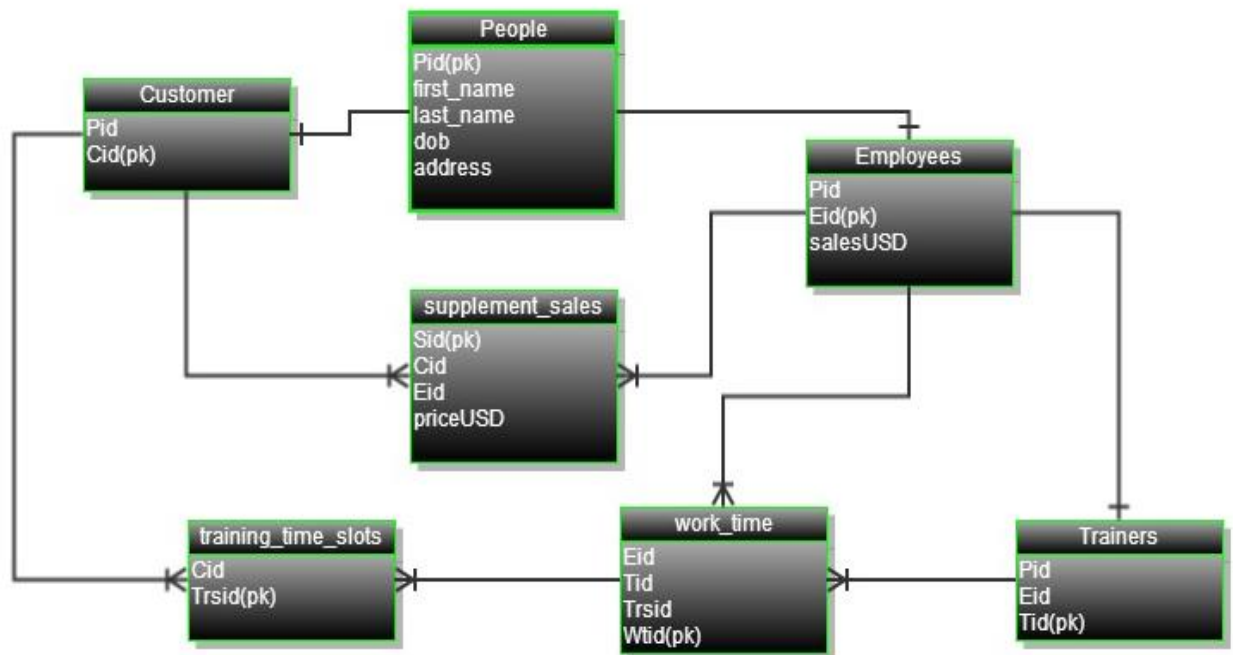 People
Pid(pk)
first_name
last_name
dob
address
Customer
Pid
Cid(pk)
Employees
Pid
Eid(pk)
salesUSD
supplement_sales
Sid(pk)
Cid
Eid
priceUSD
training_time_slots
Cid
Trsid(pk)
work_time
Eid
Tid
Trsid
Wtid(pk)
Trainers
Pid
Eid
Tid(pk)